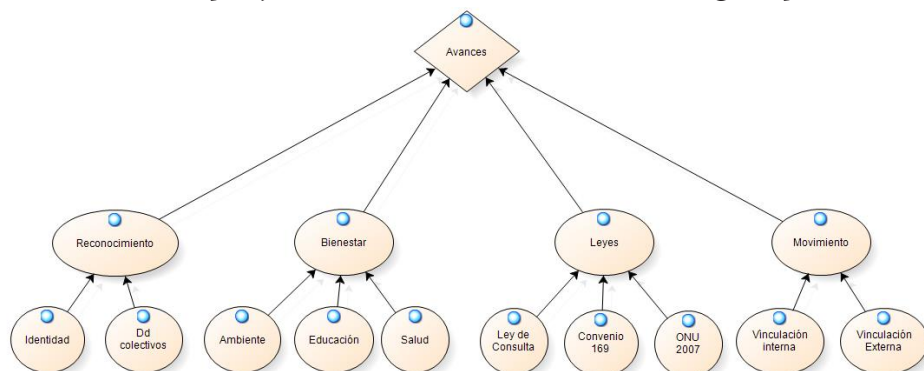 Avances
Reconocimiento
Bienestar
Leyes
Movimiento
Identidad
Dd
colectivos
Ambiente
Educación
Salud
Ley de
Consulta
Convenio
169
ONU
2007
Vinculación
interna
Vinculación
Externa